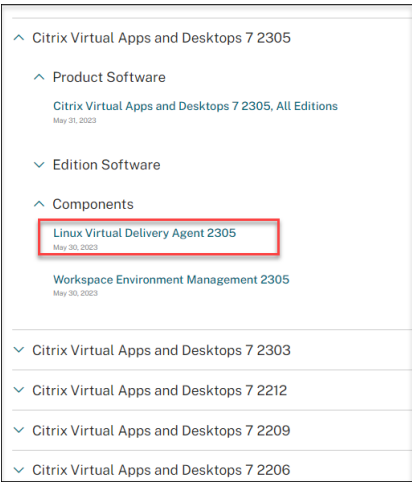 Citrix Virtual Apps and Desktops 7 2305
Product Software
Citrix Virtual Apps and Desktops 7 2305, All Editions
May 31, 2023
Edition Software
Components
Linux Virtual Delivery Agent 2305
May 30, 2023
Workspace Environment Management 2305
May 30, 2023
Citrix Virtual Apps and Desktops 7 2303
Citrix Virtual Apps and Desktops 7 2212
Citrix Virtual Apps and Desktops 7 2209
Citrix Virtual Apps and Desktops 7 2206